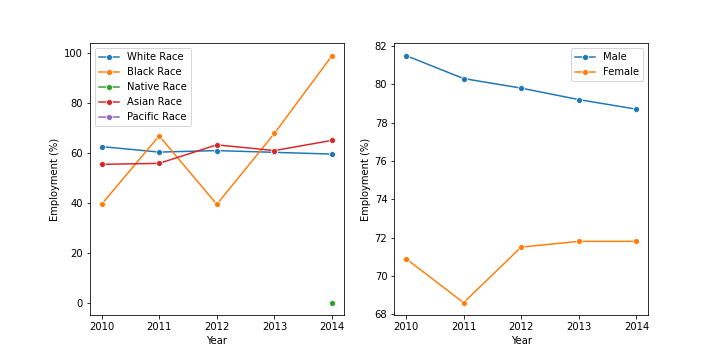 White Race
Black Race
Native Race
Asian Race
Pacific Race
Employment (%)
100
80
60
40
20
0
2010 2011 2012 2013 2014
Year
Male
Female
Employment (%)
82
80
78
76
74
72
70
68
2010 2011 2012 2013 2014
Year